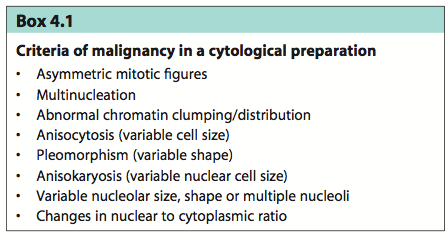 Box 4.1
Criteria of malignancy in a cytological preparation
• Asymmetric mitotic figures
• Multinucleation
• Abnormal chromatin clumping/distribution
• Anisocytosis (variable cell size)
• Pleomorphism (variable shape)
• Anisokaryosis (variable nuclear cell size)
• Variable nucleolar size, shape or multiple nucleoli
• Changes in nuclear to cytoplasmic ratio